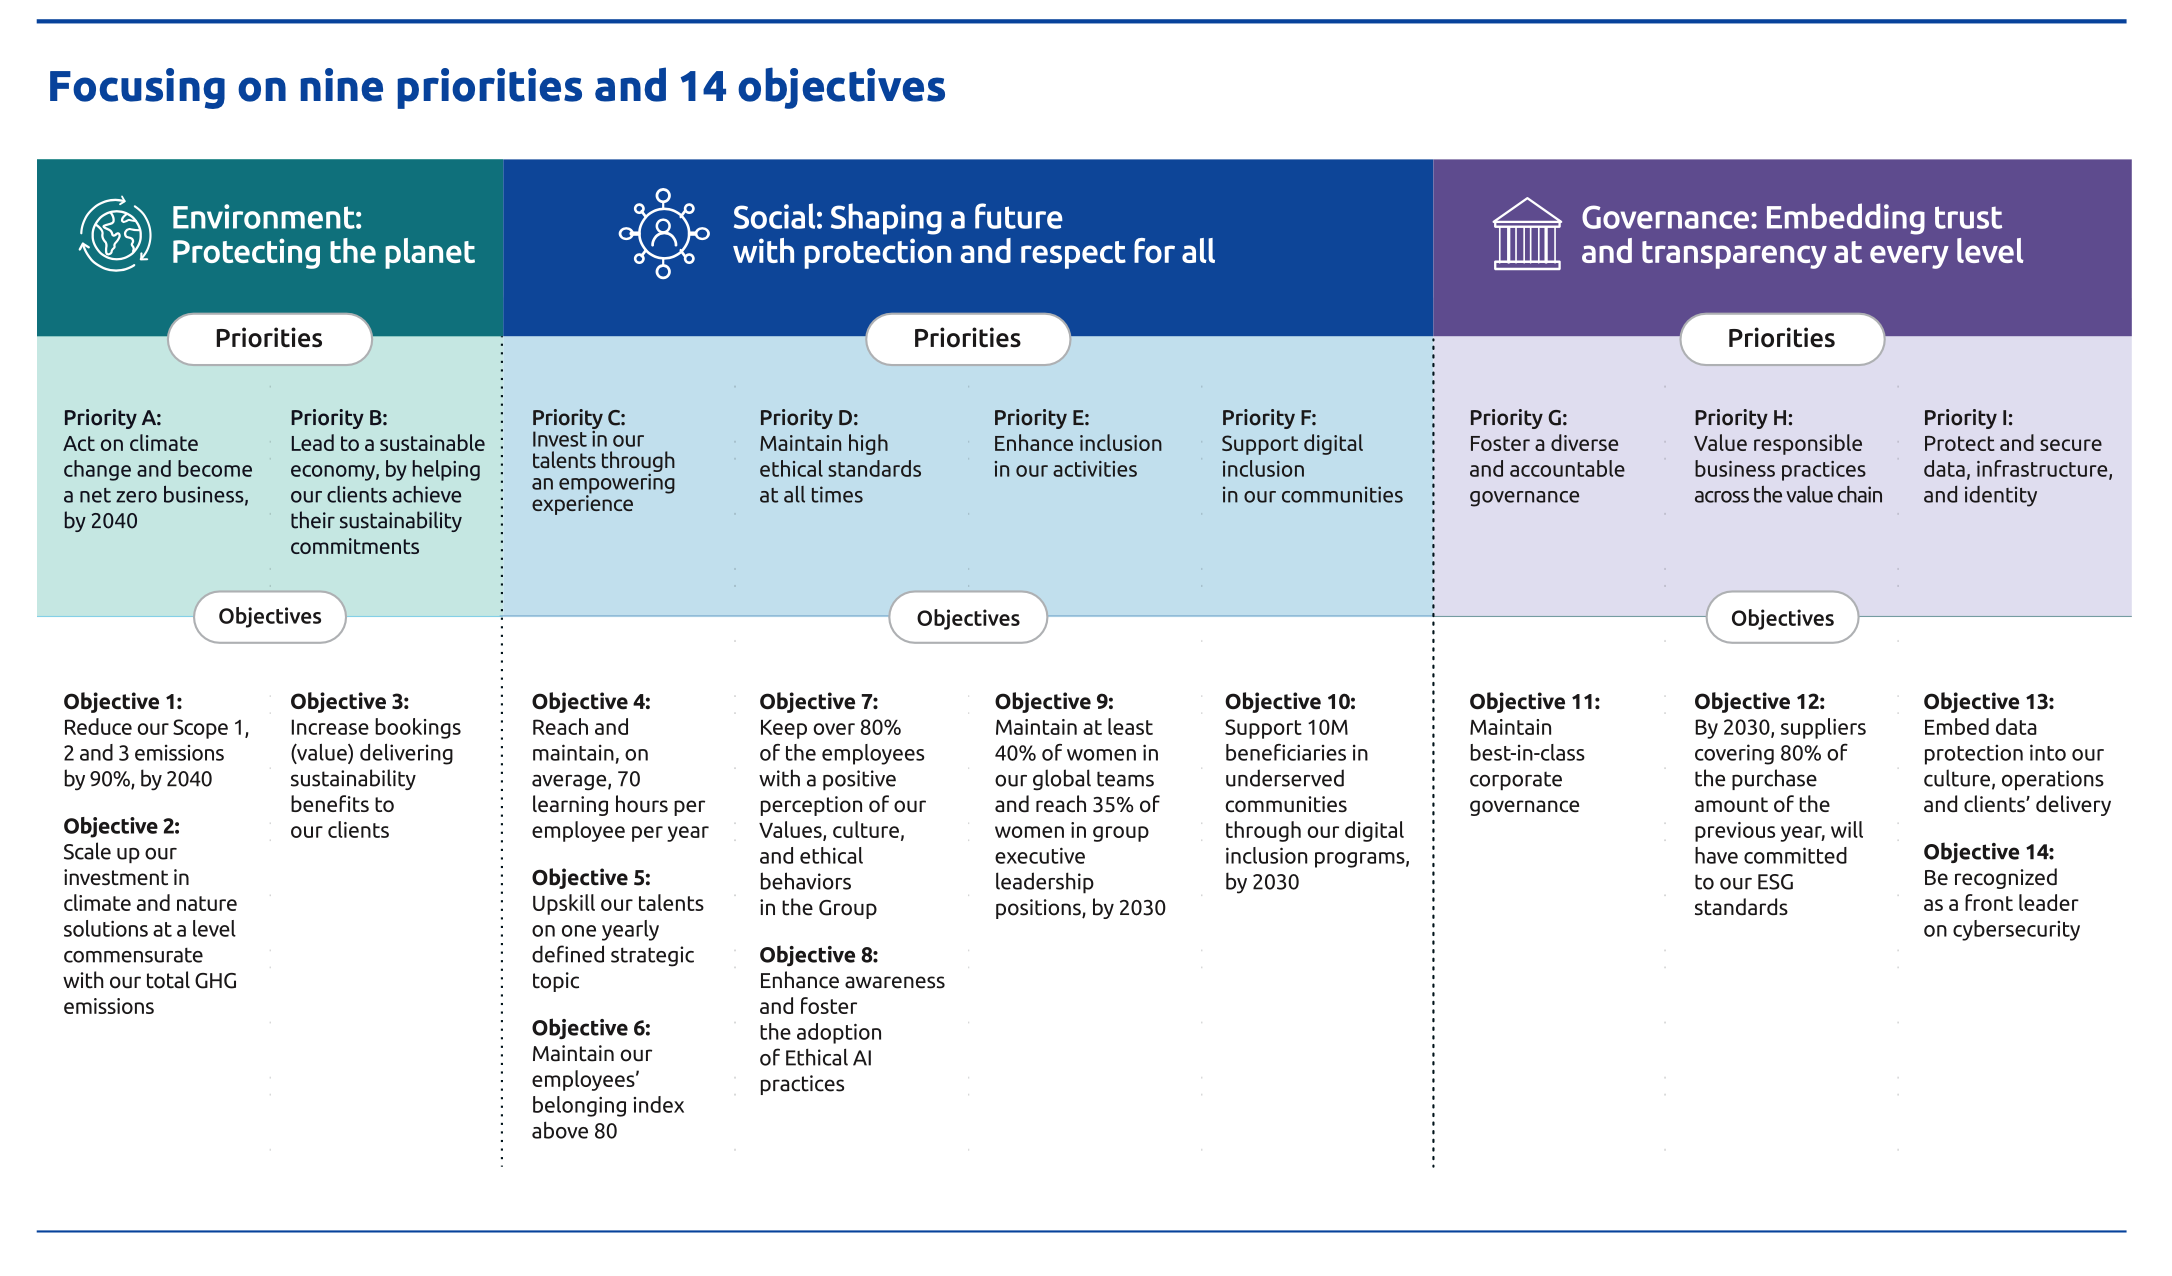 Focusing on nine priorities and 14 objectives
Environment:
Protecting the planet
Priorities
Priority A:
Act on climate
change and become
a net zero business,
by 2040
Priority B:
Lead to a sustainable
economy, by helping
our clients achieve
their sustainability
commitments
Objectives
Objective 1:
Reduce our Scope 1,
2 and 3 emissions
by 90%, by 2040
Objective 2:
Scale up our
investment in
climate and nature
solutions at a level
commensurate
with our total GHG
emissions
Objective 3:
Increase bookings
(value) delivering
sustainability
benefits to
our clients
Social: Shaping a future
with protection and respect for all
Priorities
Priority C:
Invest in our
talents through
an empowering
experience
Priority D:
Maintain high
ethical standards
at all times
Priority E:
Enhance inclusion
in our activities
Priority F:
Support digital
inclusion
in our communities
Objectives
Objective 4:
Reach and
maintain, on
average, 70
learning hours per
employee per year
Objective 5:
Upskill our talents
on one yearly
defined strategic
topic
Objective 6:
Maintain our
employees’
belonging index
above 80
Objective 7:
Keep over 80%
of the employees
with a positive
perception of our
Values, culture,
and ethical
behaviors
in the Group
Objective 8:
Enhance awareness
and foster
the adoption
of Ethical AI
practices
Objective 9:
Maintain at least
40% of women in
our global teams
and reach 35% of
women in group
executive
leadership
positions, by 2030
Objective 10:
Support 10M
beneficiaries in
underserved
communities
through our digital
inclusion programs,
by 2030
Governance: Embedding trust
and transparency at every level
Priorities
Priority G:
Foster a diverse
and accountable
governance
Priority H:
Value responsible
business practices
across the value chain
Priority I:
Protect and secure
data, infrastructure,
and identity
Objectives
Objective 11:
Maintain
best-in-class
corporate
governance
Objective 12:
By 2030, suppliers
covering 80% of
the purchase
amount of the
previous year, will
have committed
to our ESG
standards
Objective 13:
Embed data
protection into our
culture, operations
and clients’ delivery
Objective 14:
Be recognized
as a front leader
on cybersecurity